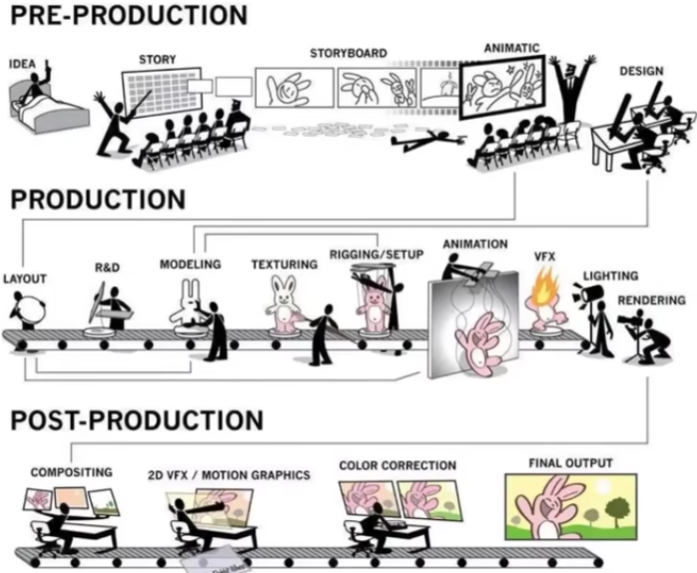 PRE-PRODUCTION
IDEA
STORY
STORYBOARD
ANIMATIC
DESIGN
PRODUCTION
LAYOUT
R&D
MODELING
TEXTURING
RIGGING/SETUP
ANIMATION
VFX
LIGHTING
RENDERING
POST-PRODUCTION
COMPOSITING
2D VFX / MOTION GRAPHICS
COLOR CORRECTION
FINAL OUTPUT